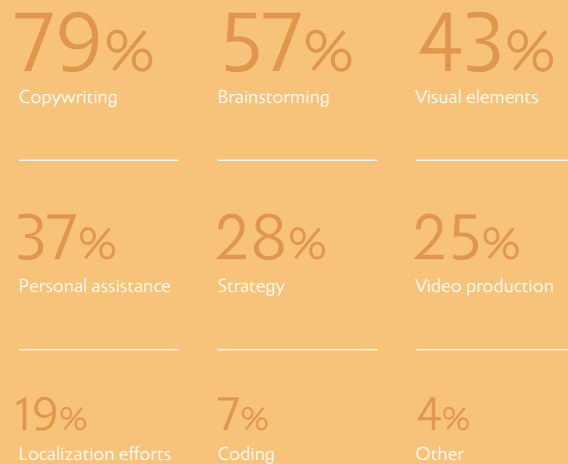 79% 57% 43%
Copywriting Brainstorming Visual elements
37% 28% 25%
Personal assistance Strategy Video production
19% 7% 4%
Localization efforts Coding Other